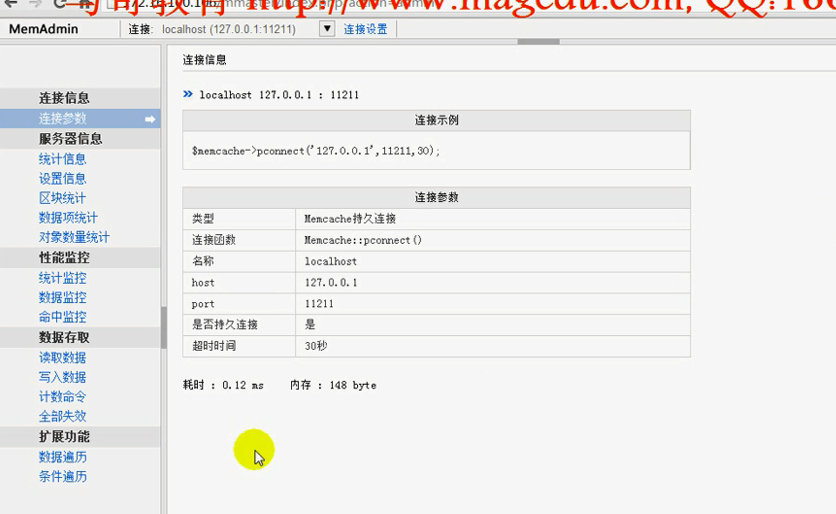 http://www.magedu.com, QQ:166
MemAdmin 连接: localhost (127.0.0.1:11211) 连接设置
连接信息
连接参数
服务器信息
统计信息
设置信息
区块统计
数据项统计
对象数量统计
性能监控
统计监控
数据监控
命中监控
数据存取
读取数据
写入数据
计数命令
全部失效
扩展功能
数据遍历
条件遍历
连接信息
» localhost 127.0.0.1 : 11211
连接示例
$memcache->pconnect('127.0.0.1',11211,30);
连接参数
类型 Memcache持久连接
连接函数 Memcache::pconnect()
名称 localhost
host 127.0.0.1
port 11211
是否持久连接 是
超时时间 30秒
耗时 : 0.12 ms 内存 : 148 byte